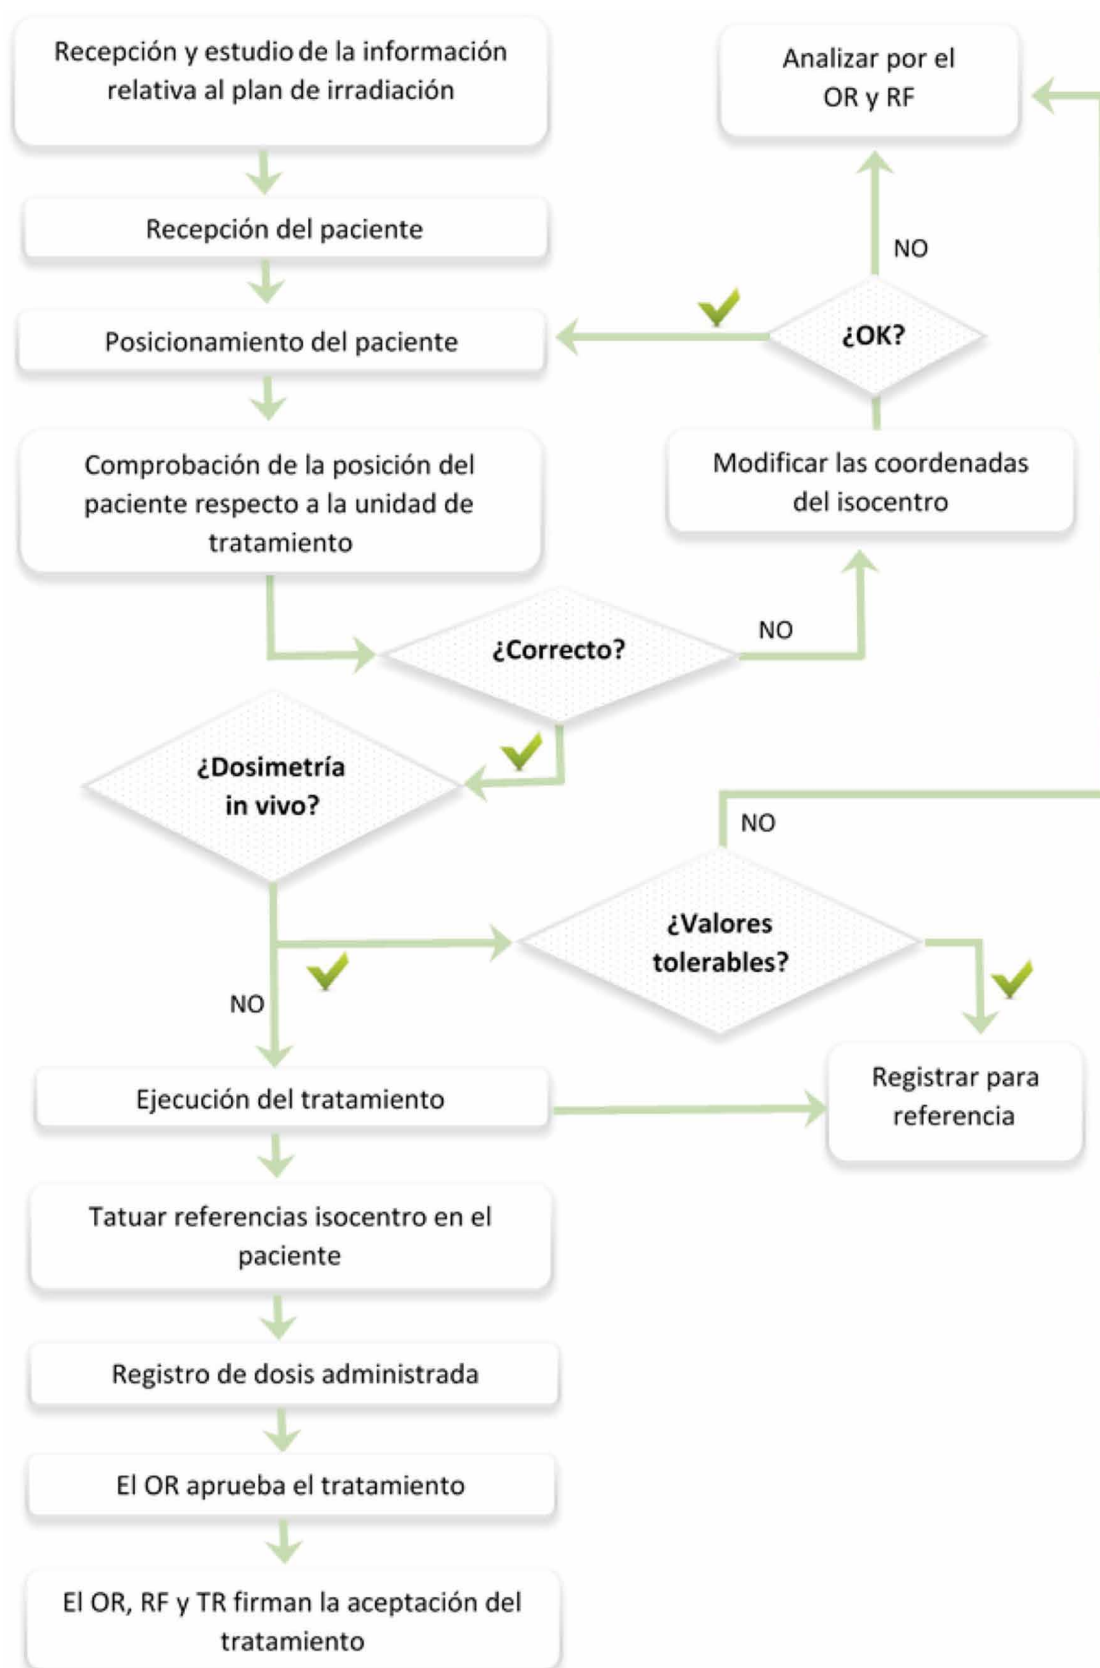 Recepción y estudio de la información
relativa al plan de irradiación
Analizar por el
OR y RF
Recepción del paciente
NO
Posicionamiento del paciente
¿OK?
Comprobación de la posición del
paciente respecto a la unidad de
tratamiento
Modificar las coordenadas
del isocentro
¿Correcto?
NO
¿Dosimetría
in vivo?
NO
¿Valores
tolerables?
NO
Ejecución del tratamiento
Registrar para
referencia
Tatuar referencias isocentro en el
paciente
Registro de dosis administrada
El OR aprueba el tratamiento
El OR, RF y TR firman la aceptación del
tratamiento